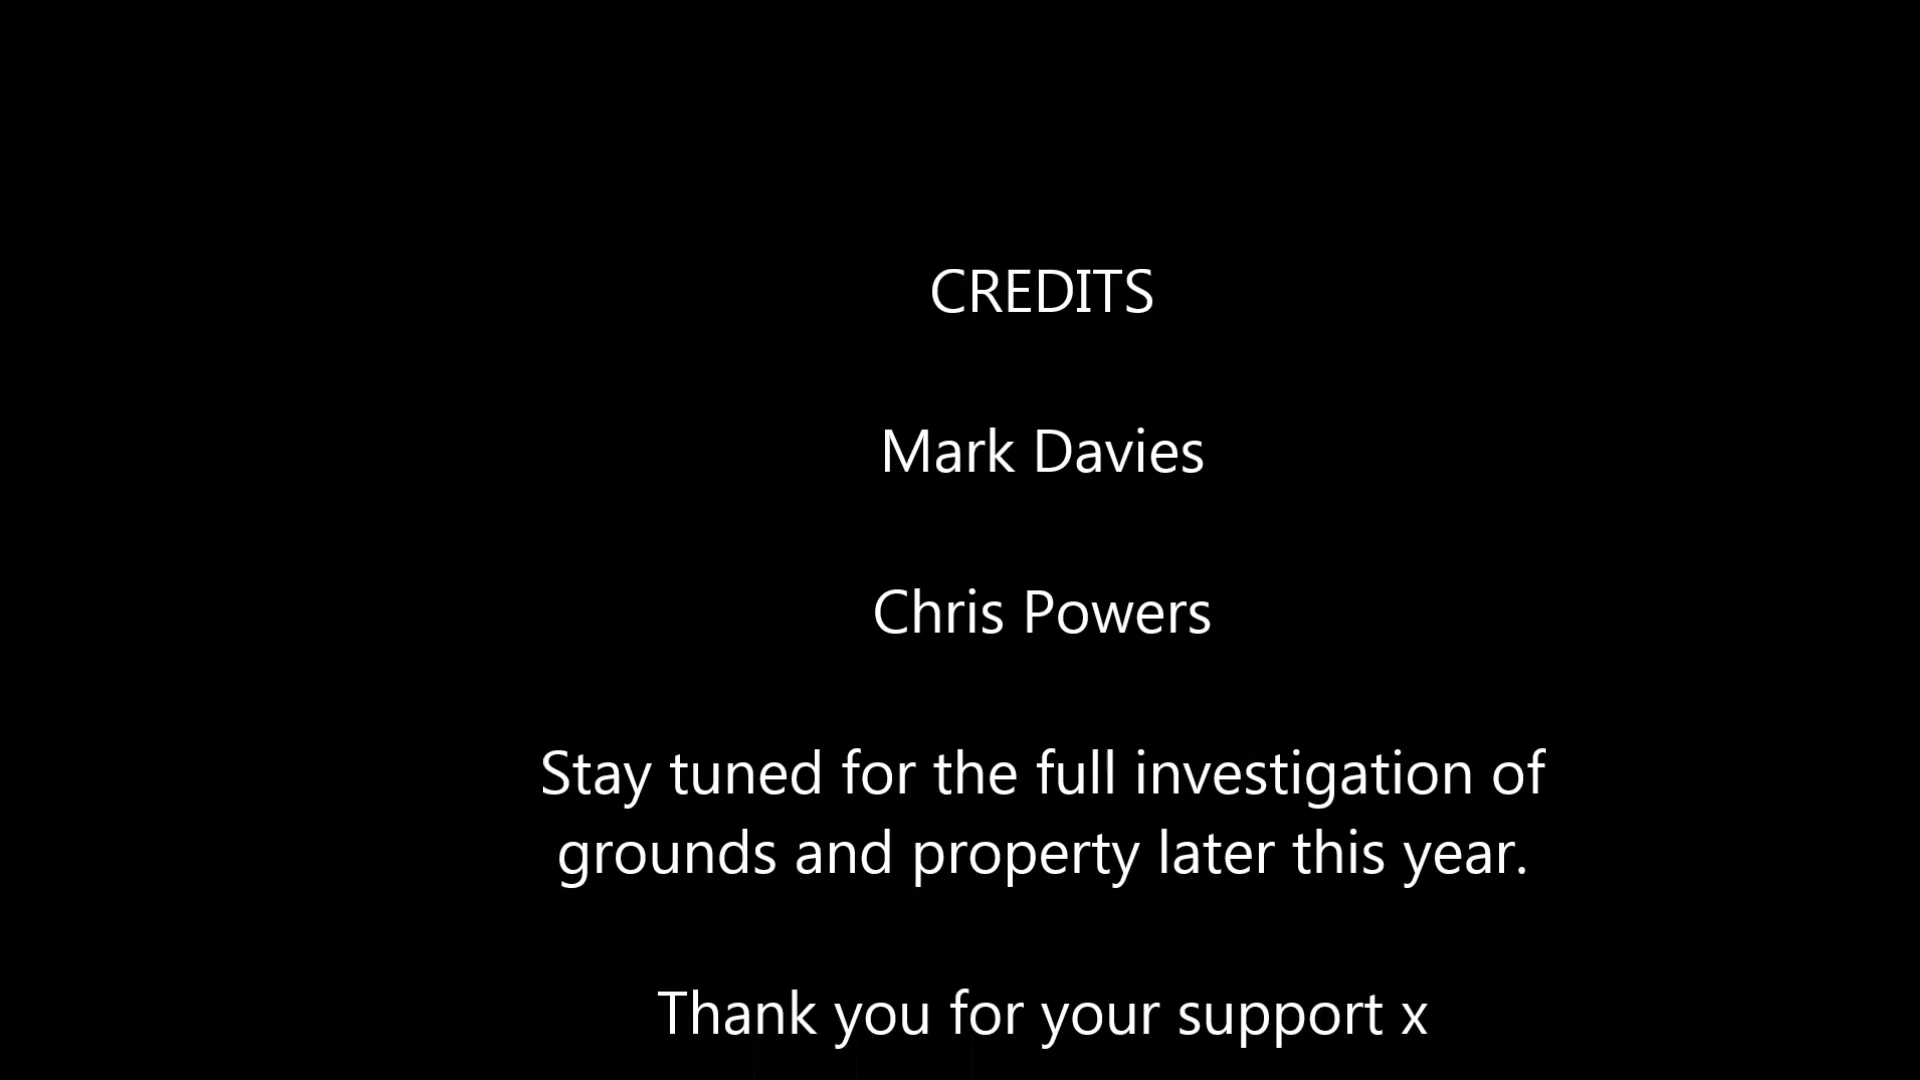 CREDITS
Mark Davies
Chris Powers
Stay tuned for the full investigation of
grounds and property later this year.
Thank you for your support x